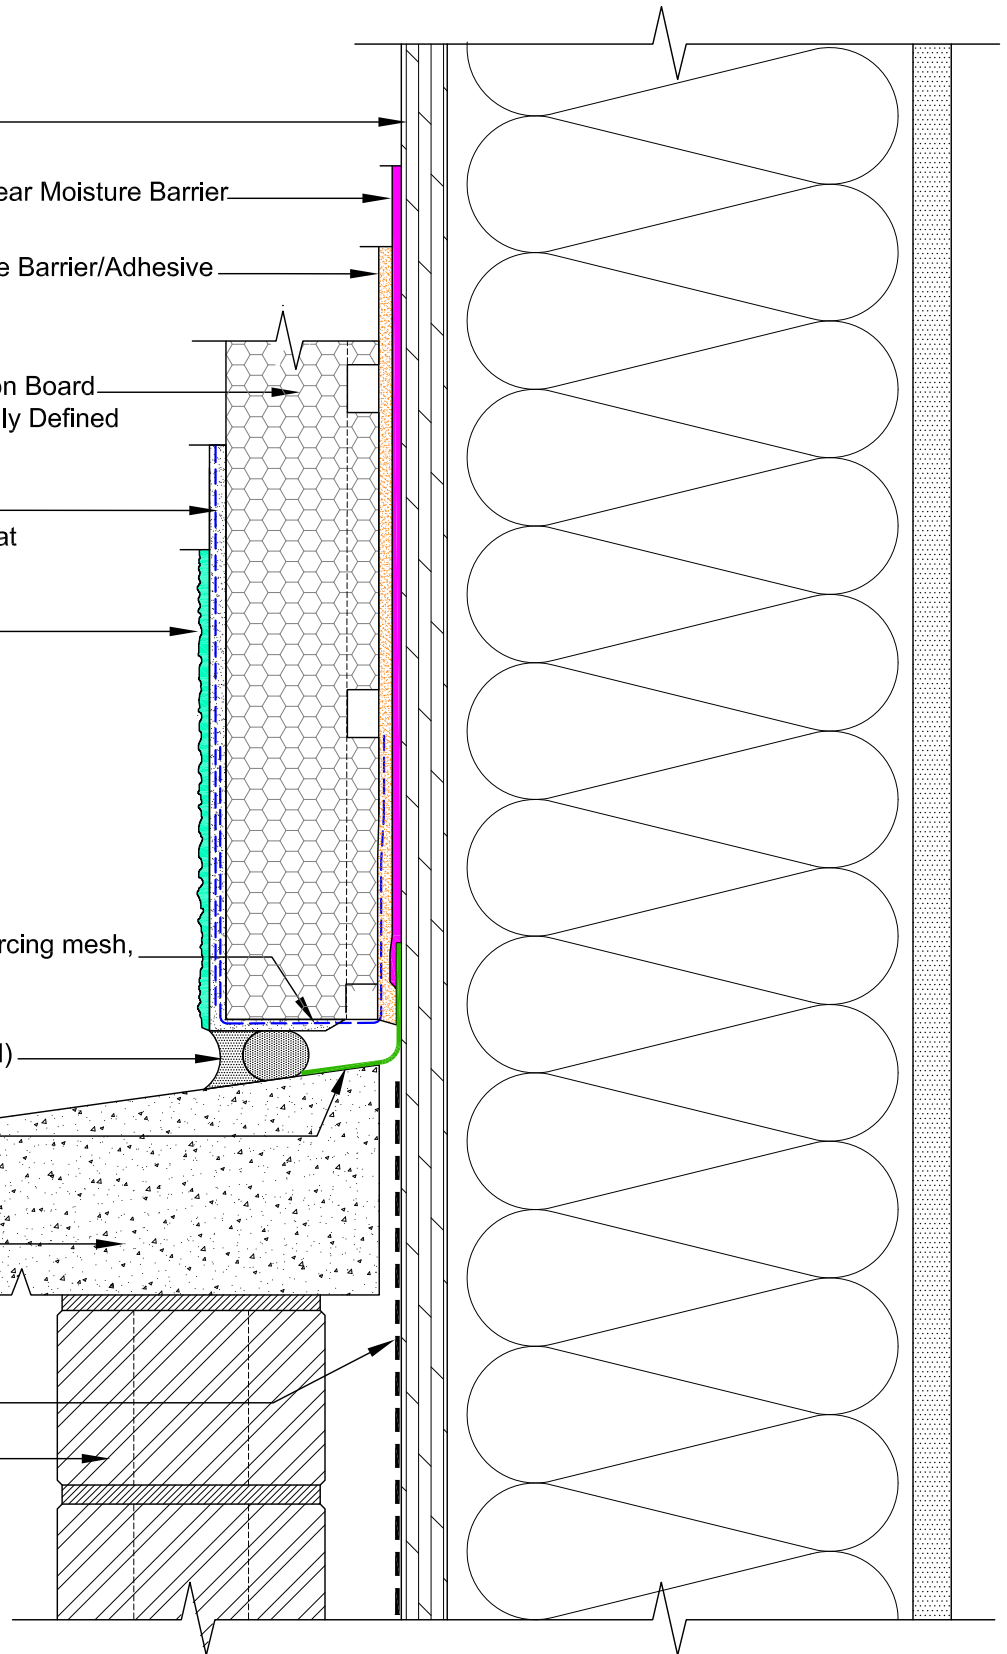 ear Moisture Barrier
e Barrier/Adhesive
on Board
ly Defined
at
rcing mesh,
l)